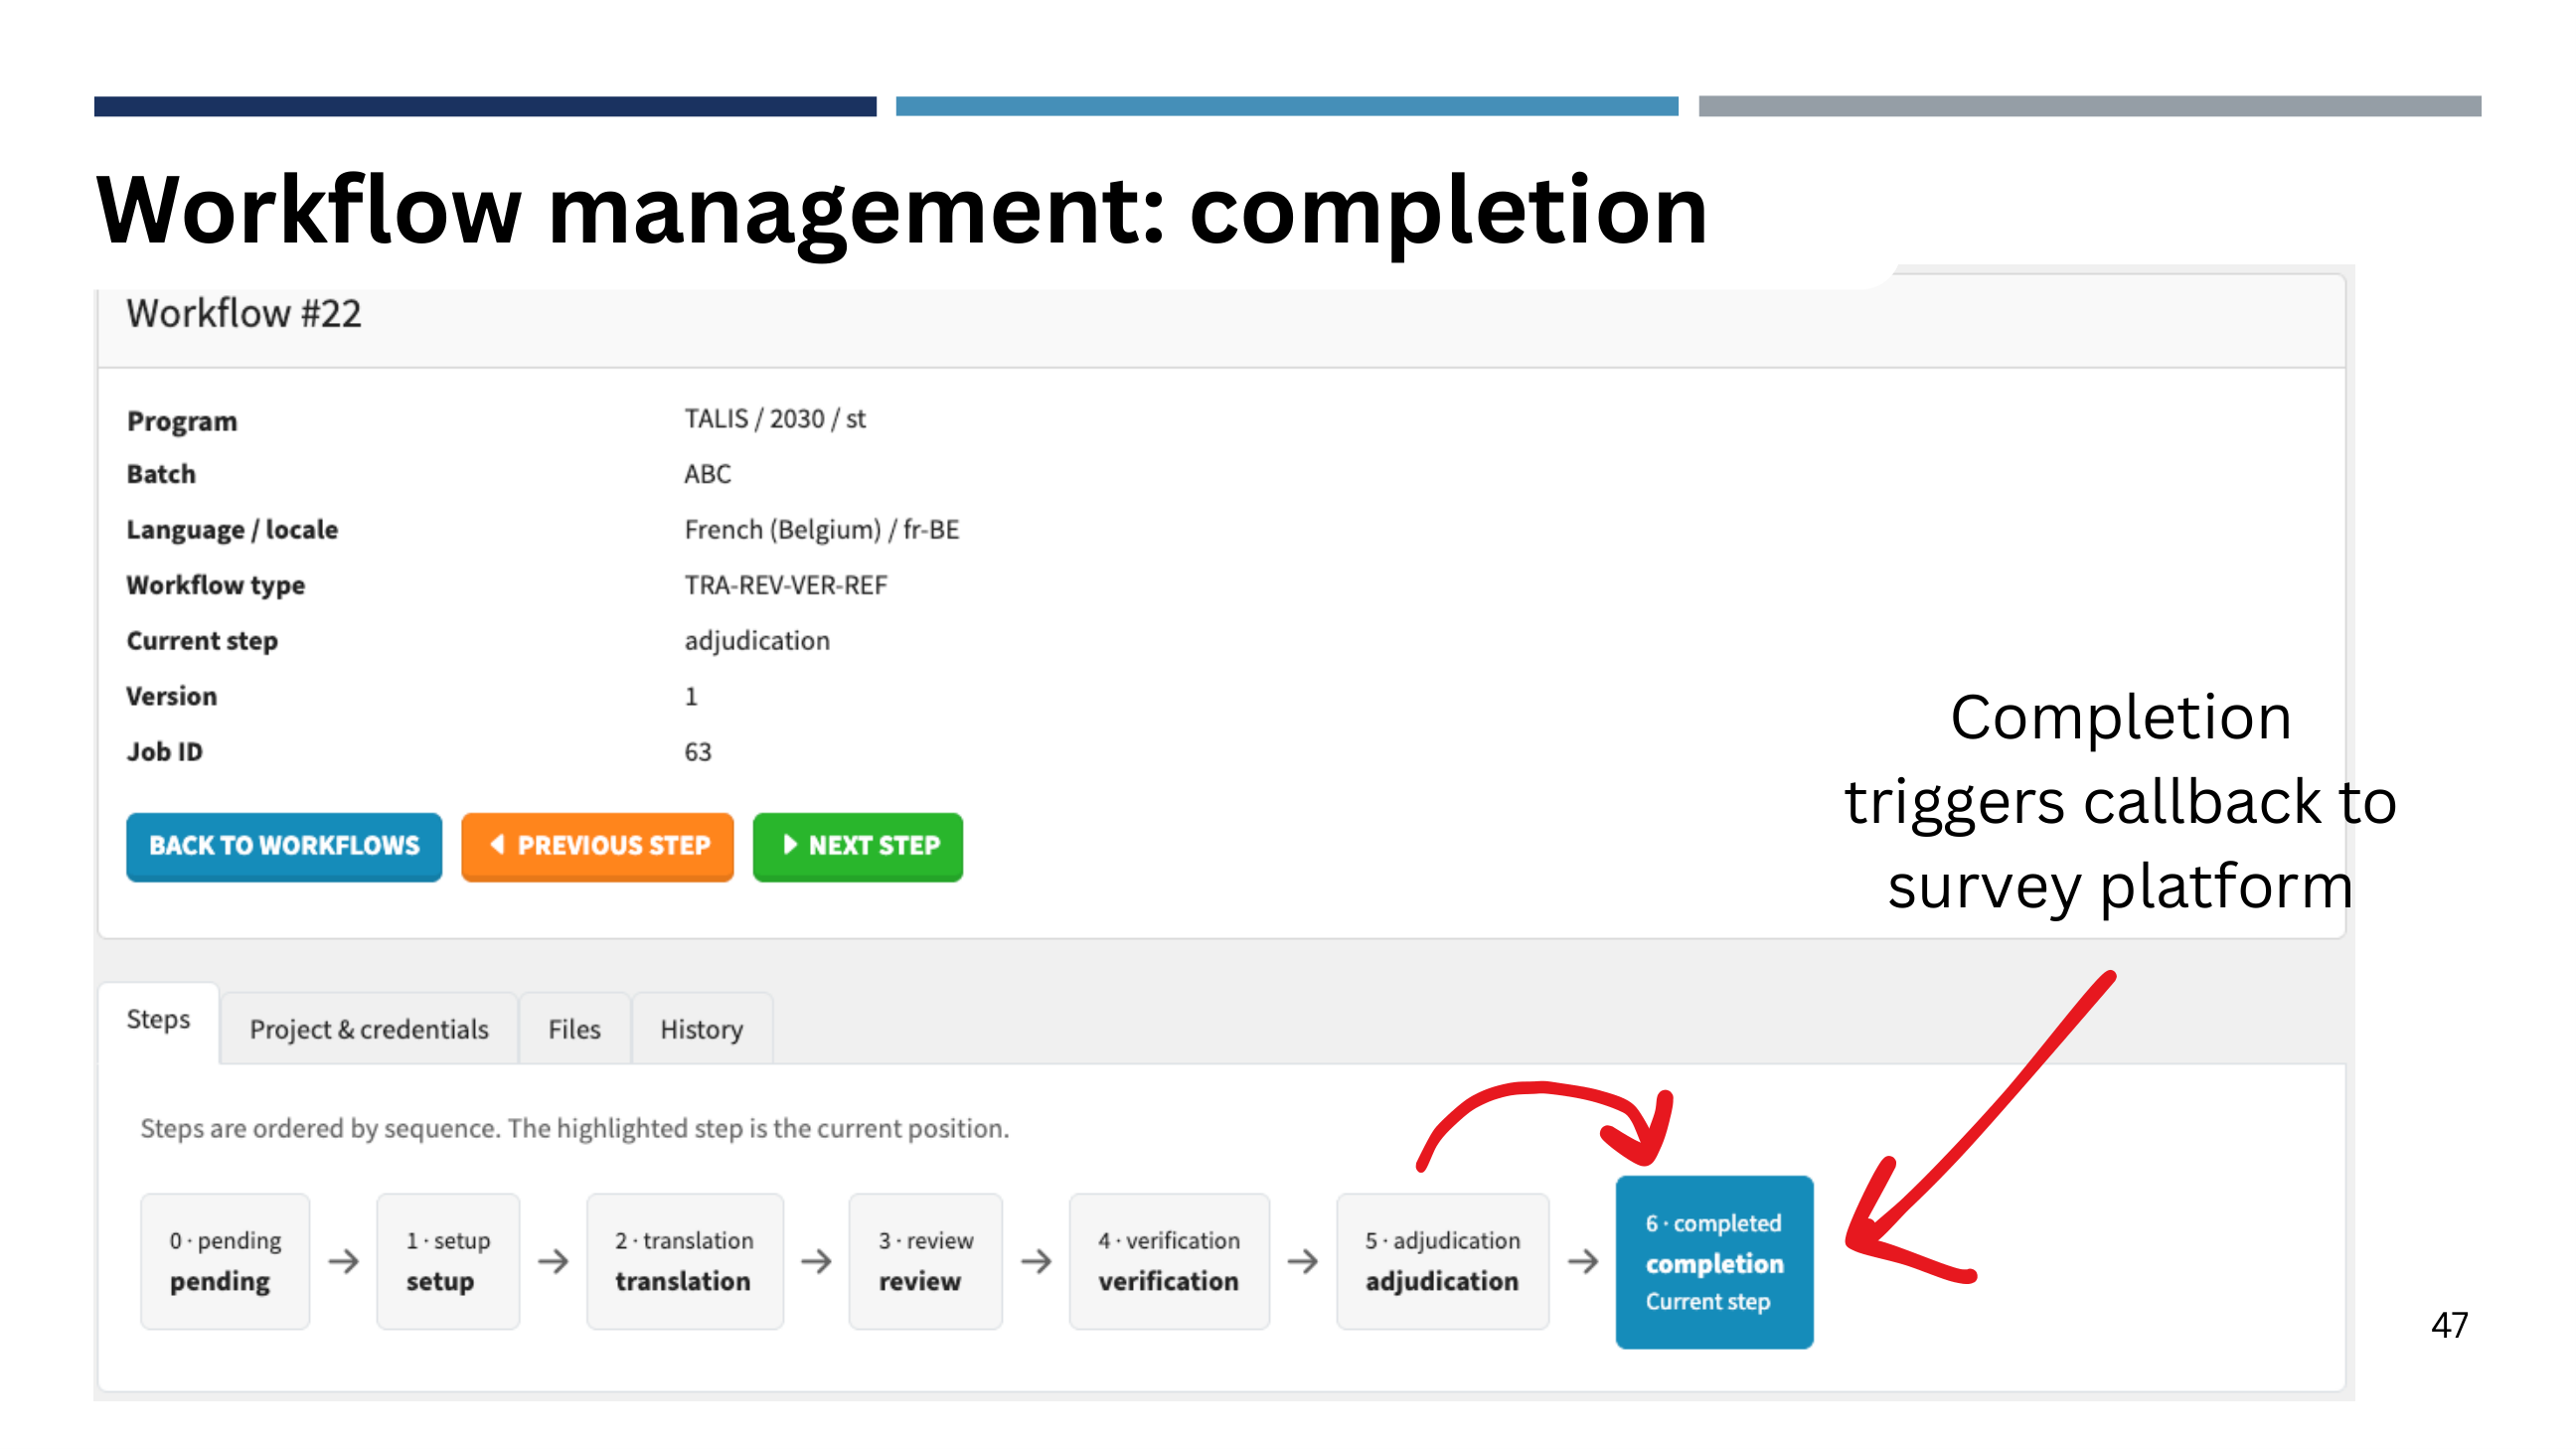 Workflow management: completion
Workflow #22
Program TALIS / 2030 / st
Batch ABC
Language / locale French (Belgium) / fr-BE
Workflow type TRA-REV-VER-REF
Current step adjudication
Version 1
Job ID 63
BACK TO WORKFLOWS PREVIOUS STEP NEXT STEP
Completion
triggers callback to
survey platform
Steps Project & credentials Files History
Steps are ordered by sequence. The highlighted step is the current position.
0 · pending
pending
1 · setup
setup
2 · translation
translation
3 · review
review
4 · verification
verification
5 · adjudication
adjudication
6 · completed
completion
Current step
47